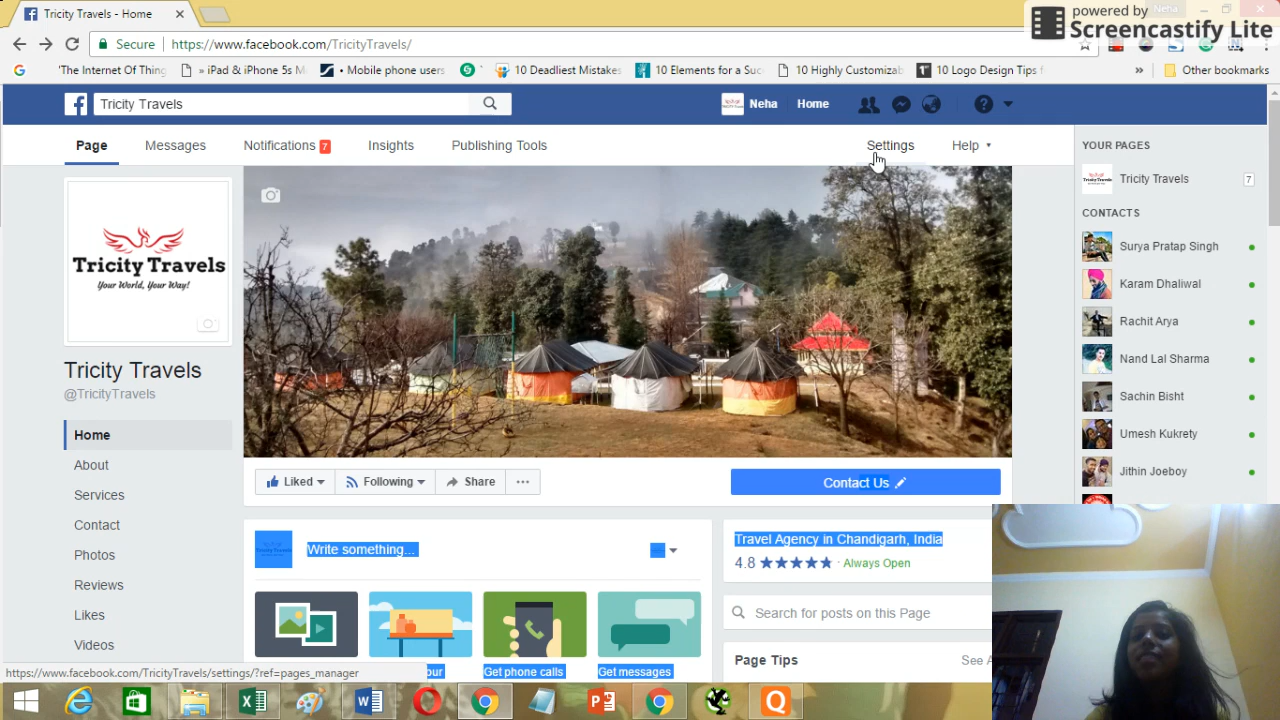 Tricity Travels - Home
Neha
powered by
Screencastify Lite
Secure
https://www.facebook.com/TricityTravels/
'The Internet Of Thing
» iPad & iPhone 5s M
• Mobile phone users
10 Deadliest Mistakes
10 Elements for a Suc
10 Highly Customizab
10 Logo Design Tips f
»
Other bookmarks
Tricity Travels
Neha
Home
Page
Messages
Notifications 7
Insights
Publishing Tools
Settings
Help
YOUR PAGES
Tricity Travels 7
CONTACTS
Surya Pratap Singh
Karam Dhaliwal
Rachit Arya
Nand Lal Sharma
Sachin Bisht
Umesh Kukrety
Jithin Joeboy
Tricity Travels
Your World, Your Way!
Tricity Travels
@TricityTravels
Home
About
Services
Contact
Photos
Reviews
Likes
Videos
Liked
Following
Share
...
Contact Us
Write something...
Travel Agency in Chandigarh, India
4.8 ★★★★★ · Always Open
Search for posts on this Page
Page Tips
See A
our
Get phone calls
Get messages
https://www.facebook.com/TricityTravels/settings/?ref=pages_manager